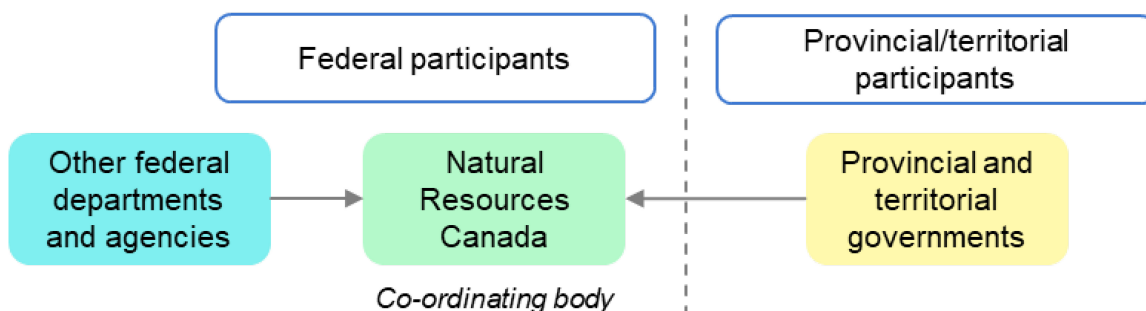 Federal participants
Provincial/territorial
participants
Other federal
departments
and agencies
Natural
Resources
Canada
Provincial and
territorial
governments
Co-ordinating body